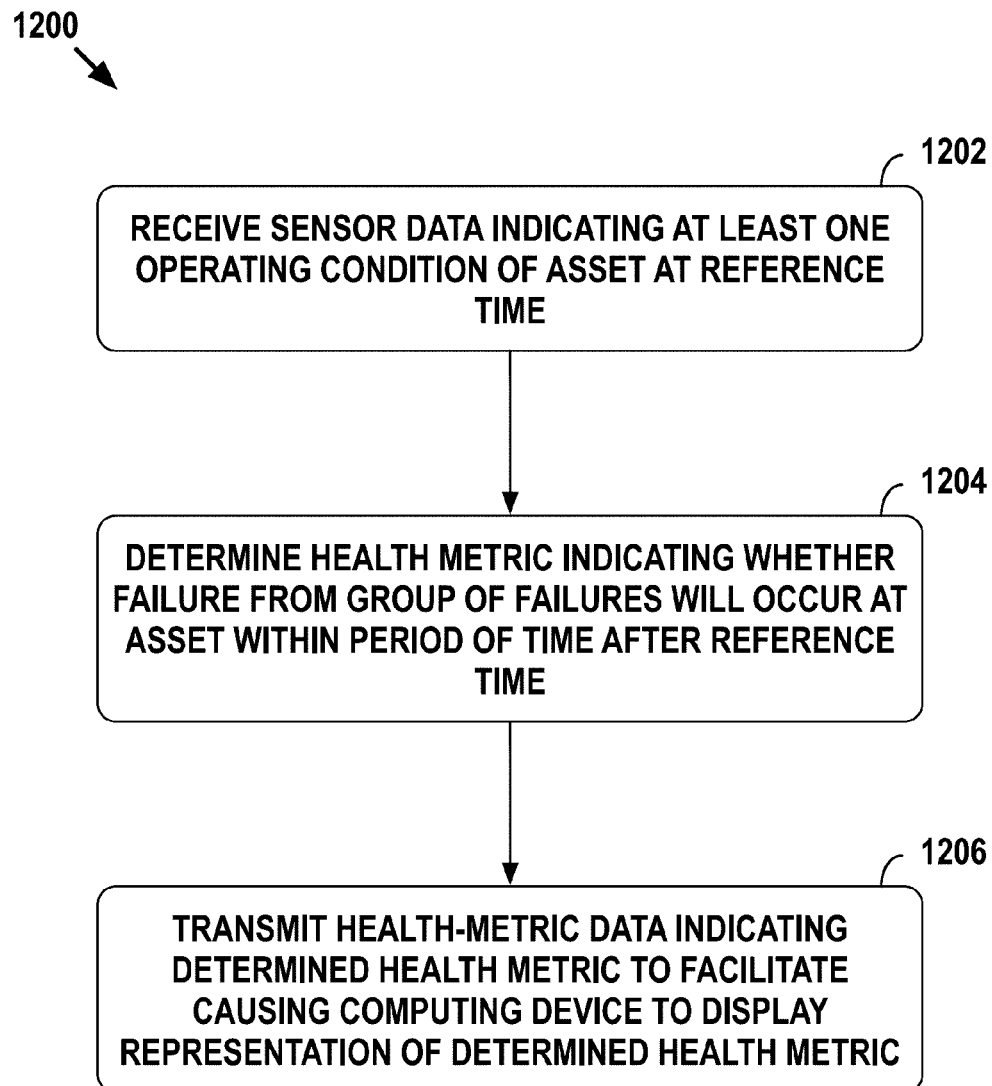 1200
1202
RECEIVE SENSOR DATA INDICATING AT LEAST ONE
OPERATING CONDITION OF ASSET AT REFERENCE
TIME
1204
DETERMINE HEALTH METRIC INDICATING WHETHER
FAILURE FROM GROUP OF FAILURES WILL OCCUR AT
ASSET WITHIN PERIOD OF TIME AFTER REFERENCE
TIME
1206
TRANSMIT HEALTH-METRIC DATA INDICATING
DETERMINED HEALTH METRIC TO FACILITATE
CAUSING COMPUTING DEVICE TO DISPLAY
REPRESENTATION OF DETERMINED HEALTH METRIC